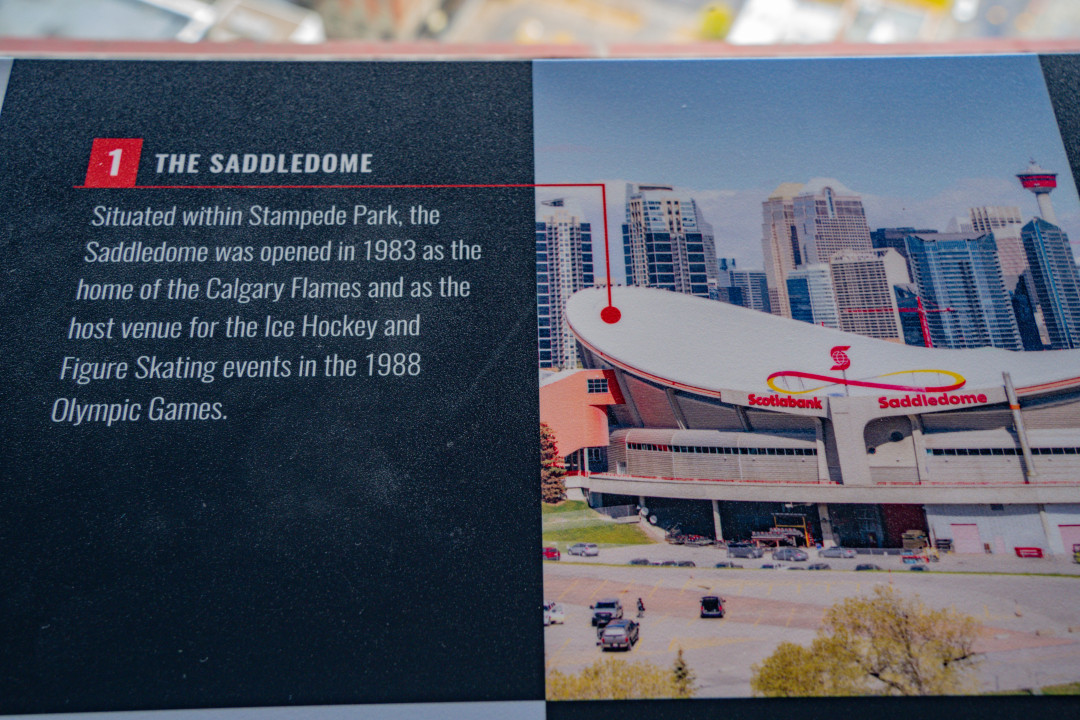 1 THE SADDLEDOME
Situated within Stampede Park, the
Saddledome was opened in 1983 as the
home of the Calgary Flames and as the
host venue for the Ice Hockey and
Figure Skating events in the 1988
Olympic Games.
Scotiabank Saddledome